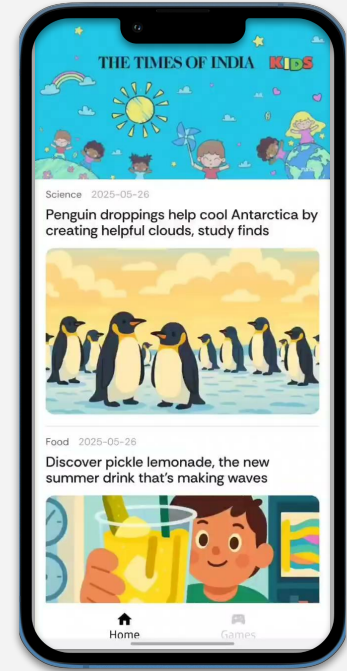 THE TIMES OF INDIA KIDS
Science 2025-05-26
Penguin droppings help cool Antarctica by
creating helpful clouds, study finds
Food 2025-05-26
Discover pickle lemonade, the new
summer drink that's making waves
Home Games